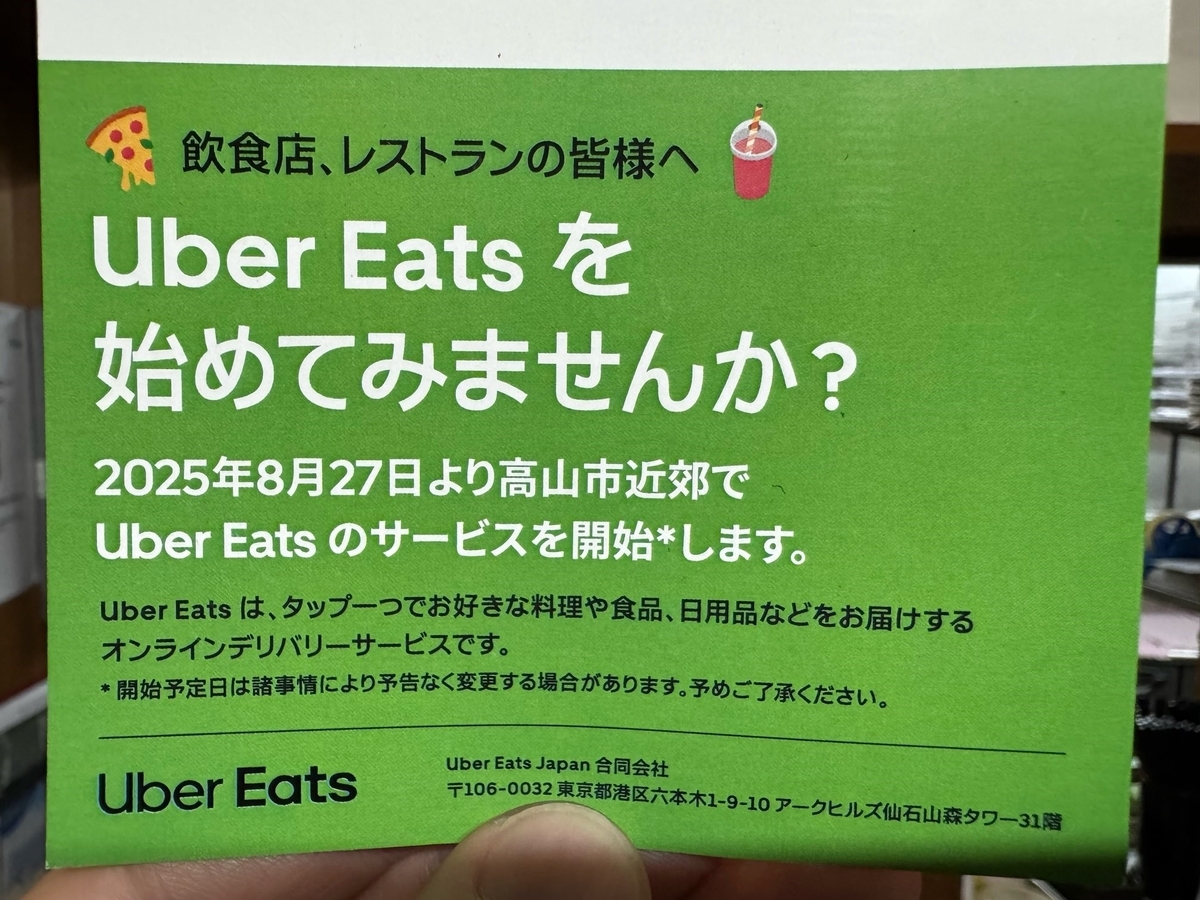 飲食店、レストランの皆様へ
Uber Eats を
始めてみませんか？
2025年8月27日より高山市近郊で
Uber Eats のサービスを開始*します。
Uber Eats は、タップ一つでお好きな料理や食品、日用品などをお届けする
オンラインデリバリーサービスです。
* 開始予定日は諸事情により予告なく変更する場合があります。予めご了承ください。
Uber Eats
Uber Eats Japan 合同会社
〒106-0032 東京都港区六本木1-9-10 アークヒルズ仙石山森タワー31階